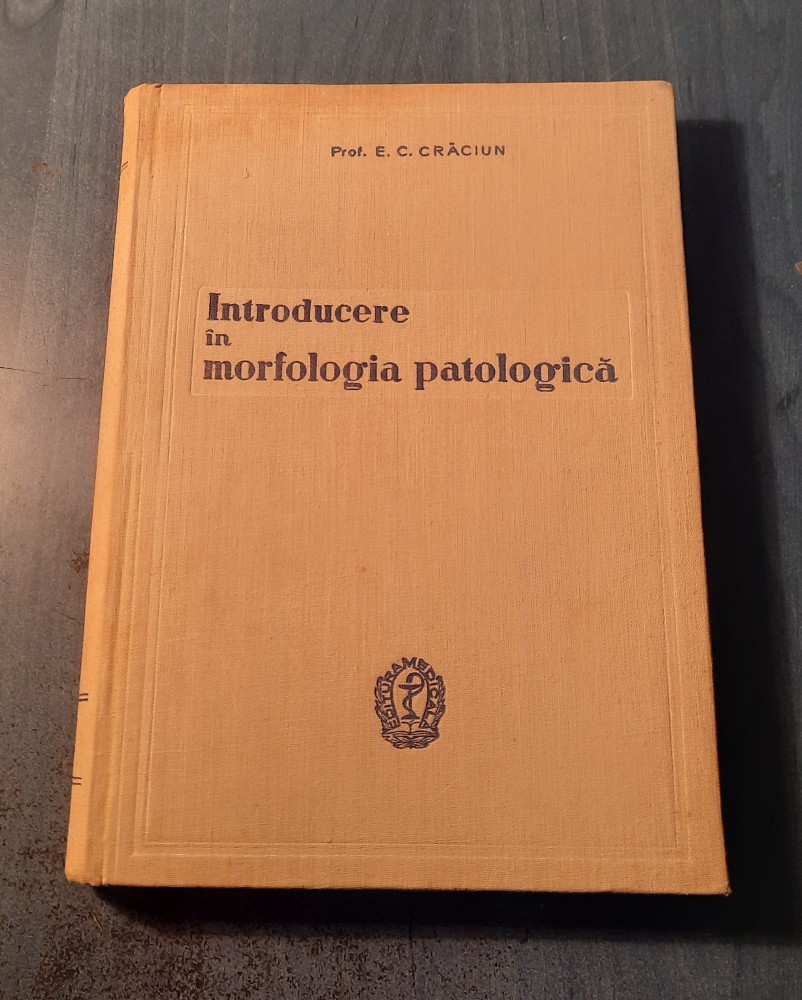 Prof. E. C. CRĂCIUN
Introducere
în
morfologia patologică
EDITURA MEDICALĂ